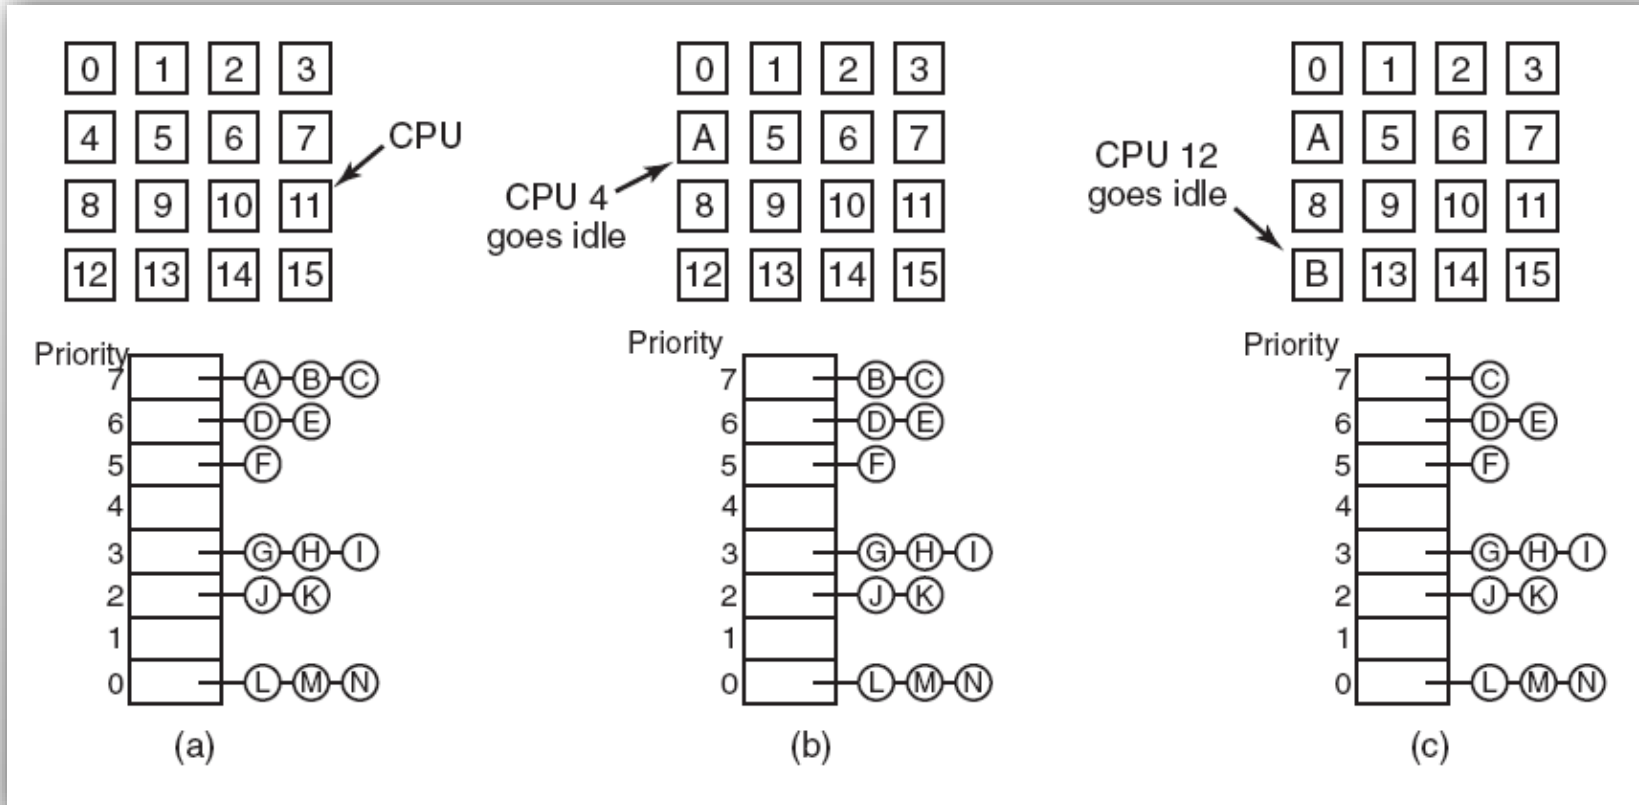 0 1 2 3
4 5 6 7
CPU
8 9 10 11
12 13 14 15
Priority
7 A B C
6 D E
5 F
4
3 G H I
2 J K
1
0 L M N
(a)
0 1 2 3
A 5 6 7
CPU 4
goes idle
8 9 10 11
12 13 14 15
Priority
7 B C
6 D E
5 F
4
3 G H I
2 J K
1
0 L M N
(b)
0 1 2 3
A 5 6 7
CPU 12
goes idle
8 9 10 11
B 13 14 15
Priority
7 C
6 D E
5 F
4
3 G H I
2 J K
1
0 L M N
(c)